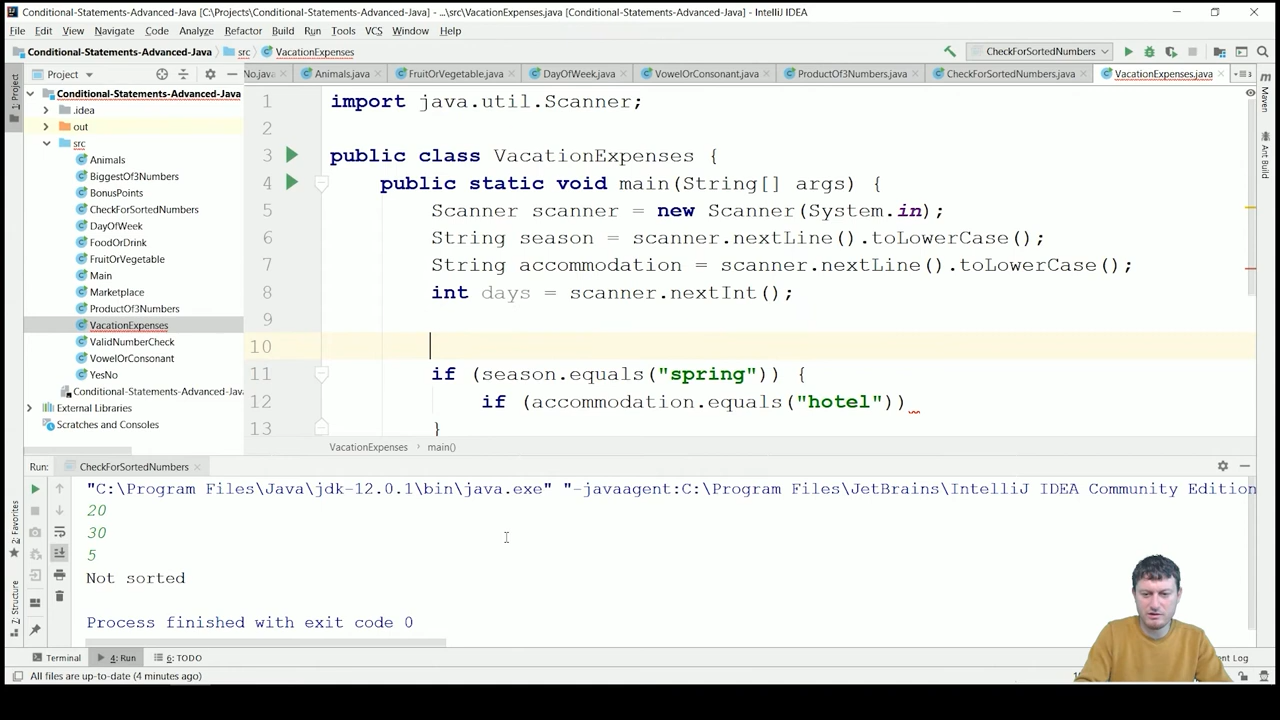 Conditional-Statements-Advanced-Java [C:\Projects\Conditional-Statements-Advanced-Java] - ...\src\VacationExpenses.java [Conditional-Statements-Advanced-Java] - IntelliJ IDEA
File Edit View Navigate Code Analyze Refactor Build Run Tools VCS Window Help
Conditional-Statements-Advanced-Java src VacationExpenses CheckForSortedNumbers
1: Project
Project
No.java Animals.java FruitOrVegetable.java DayOfWeek.java VowelOrConsonant.java ProductOf3Numbers.java CheckForSortedNumbers.java VacationExpenses.java
Conditional-Statements-Advanced-Java
.idea
out
src
Animals
BiggestOf3Numbers
BonusPoints
CheckForSortedNumbers
DayOfWeek
FoodOrDrink
FruitOrVegetable
Main
Marketplace
ProductOf3Numbers
VacationExpenses
ValidNumberCheck
VowelOrConsonant
YesNo
Conditional-Statements-Advanced-Java
External Libraries
Scratches and Consoles
1 import java.util.Scanner;
2
3 public class VacationExpenses {
4 public static void main(String[] args) {
5 Scanner scanner = new Scanner(System.in);
6 String season = scanner.nextLine().toLowerCase();
7 String accommodation = scanner.nextLine().toLowerCase();
8 int days = scanner.nextInt();
9
10
11 if (season.equals("spring")) {
12 if (accommodation.equals("hotel"))
13 }
VacationExpenses main()
Maven
Ant Build
Run: CheckForSortedNumbers
"C:\Program Files\Java\jdk-12.0.1\bin\java.exe" "-javaagent:C:\Program Files\JetBrains\IntelliJ IDEA Community Edition
20
30
5
Not sorted
Process finished with exit code 0
2: Favorites
7: Structure
Terminal 4: Run 6: TODO
All files are up-to-date (4 minutes ago)